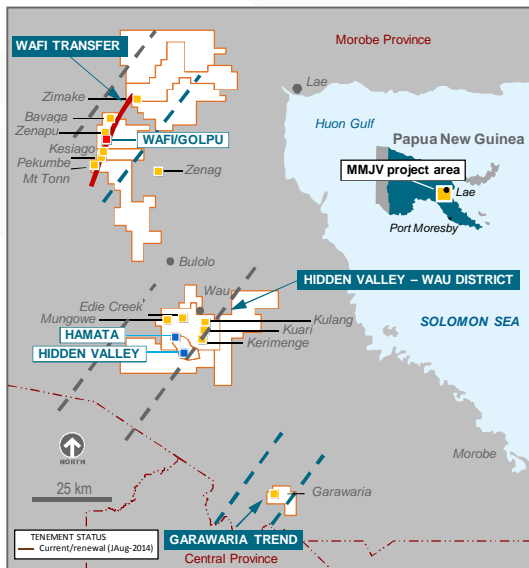 WAFI TRANSFER
Morobe Province
Zimake
Lae
Bavaga
Zenapu
Huon Gulf
WAFI/GOLPU
Papua New Guinea
Kesiago
Pekumbe
MMJV project area
Zenag
Mt Tonn
Lae
Port Moresby
Bulolo
HIDDEN VALLEY – WAU DISTRICT
Wau
Edie Creek
Mungowe
Kulang
SOLOMON SEA
HAMATA
Kuari
Kerimenge
HIDDEN VALLEY
NORTH
Morobe
25 km
Garawaria
TENEMENT STATUS
Current/renewal (JAug-2014)
GARAWARIA TREND
Central Province